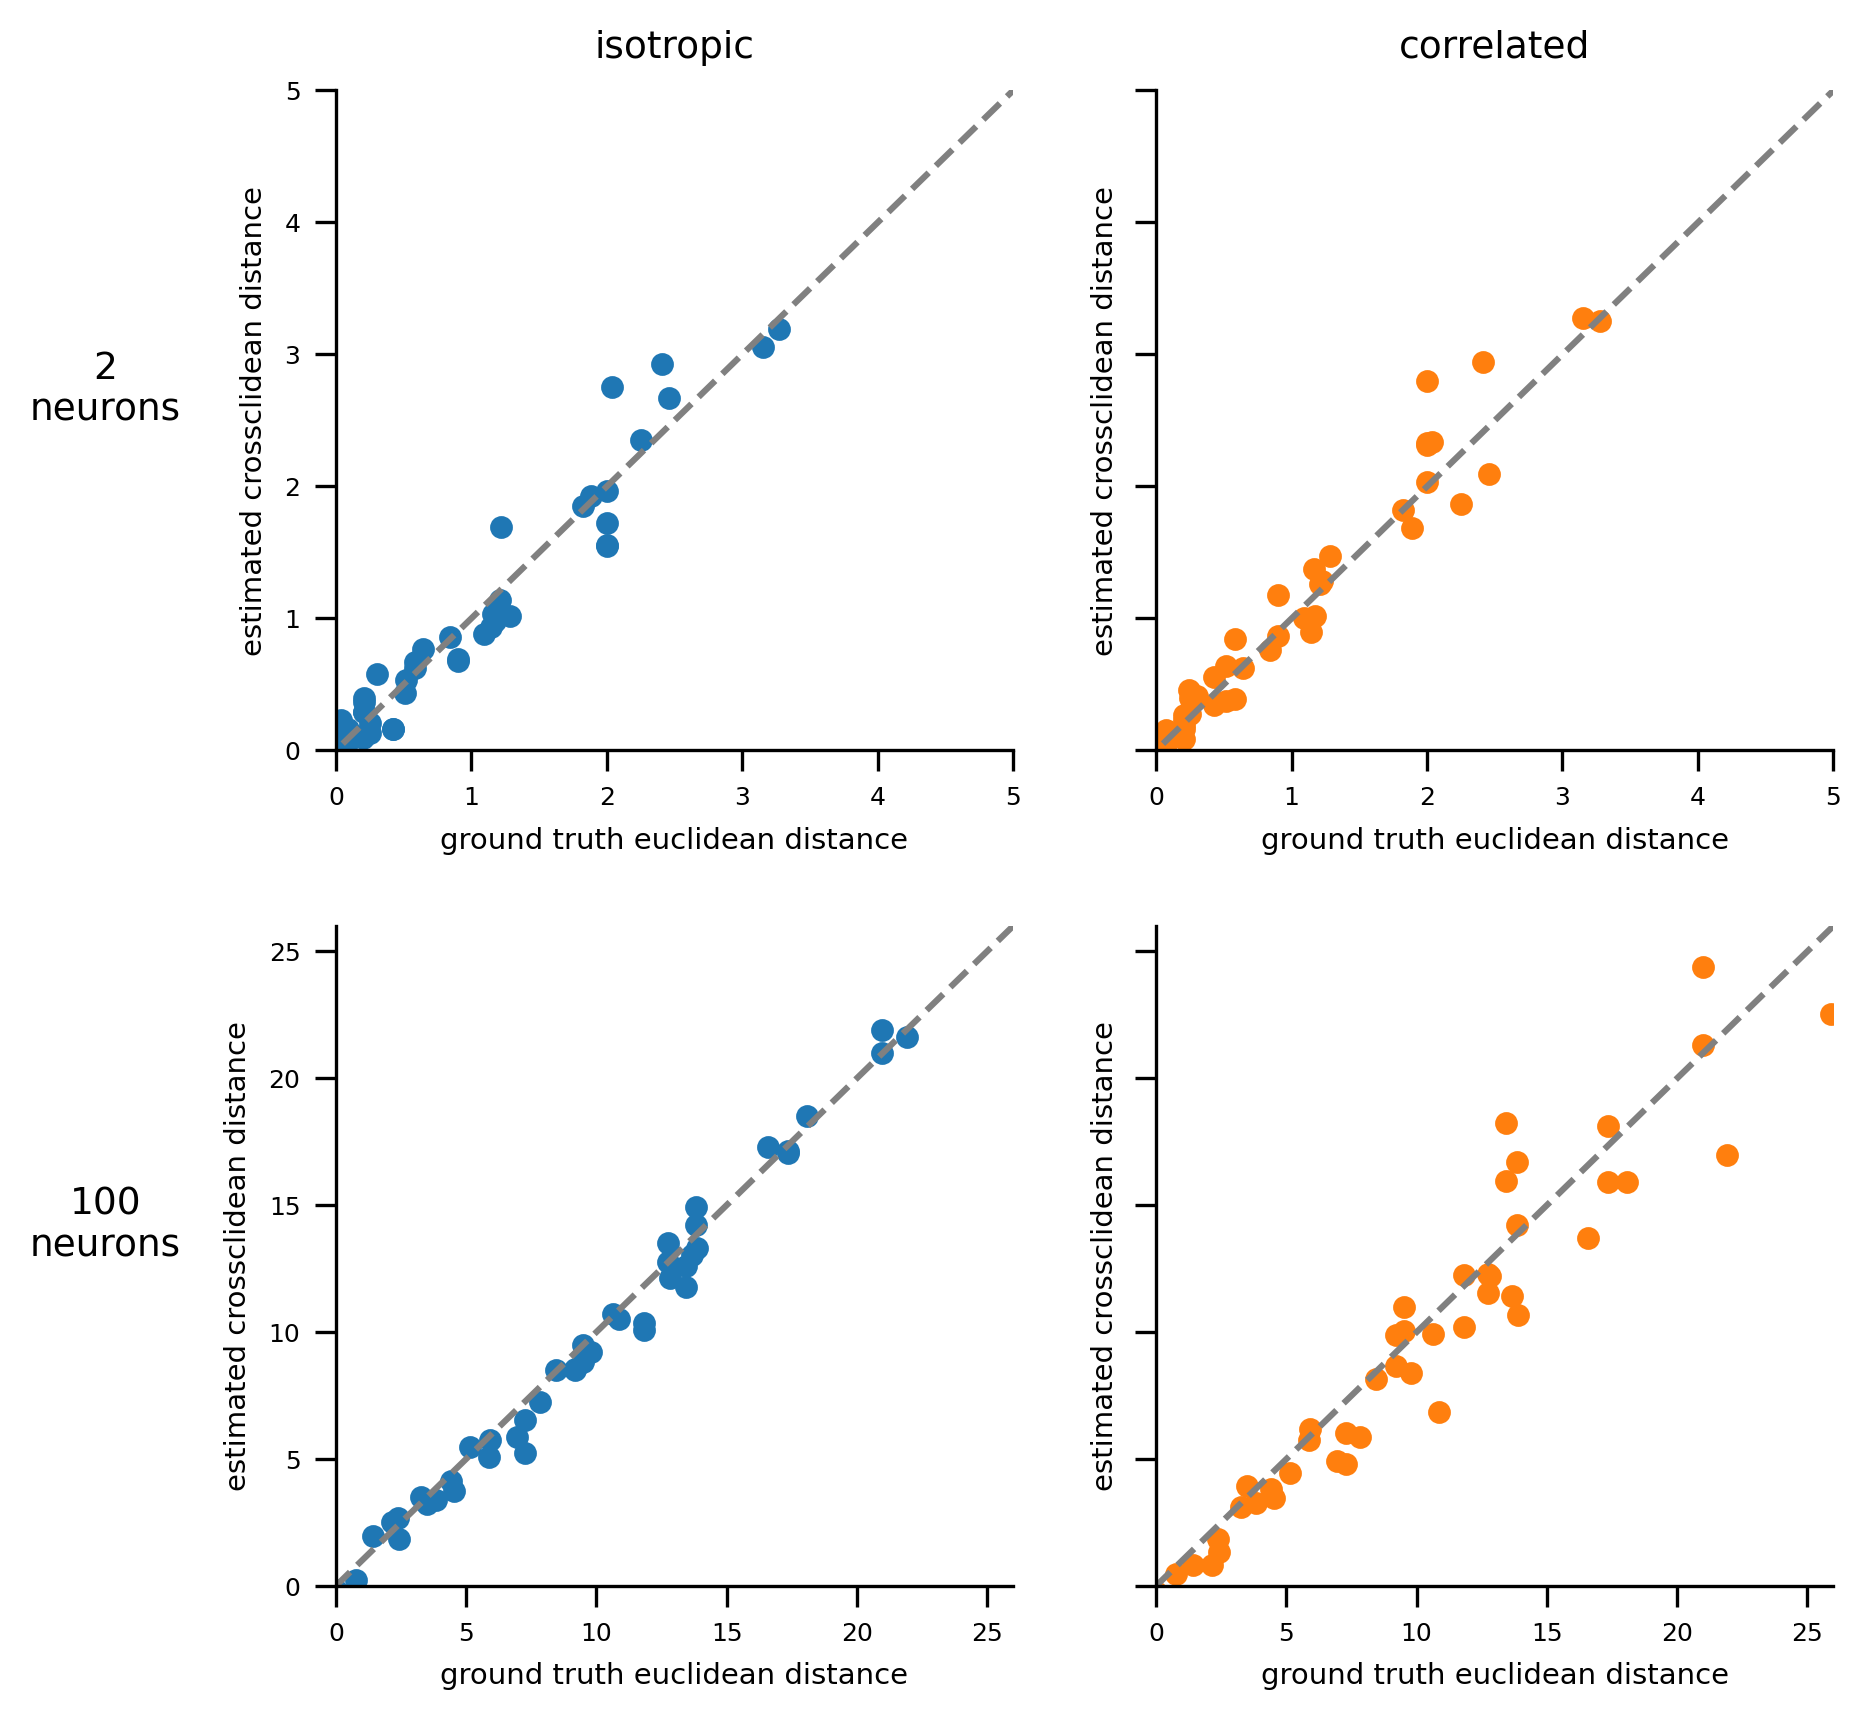 isotropic
correlated
2
neurons
estimated crossclidean distance
5
4
3
2
1
0
0 1 2 3 4 5
ground truth euclidean distance
estimated crossclidean distance
0 1 2 3 4 5
ground truth euclidean distance
100
neurons
estimated crossclidean distance
25
20
15
10
5
0
0 5 10 15 20 25
ground truth euclidean distance
estimated crossclidean distance
0 5 10 15 20 25
ground truth euclidean distance